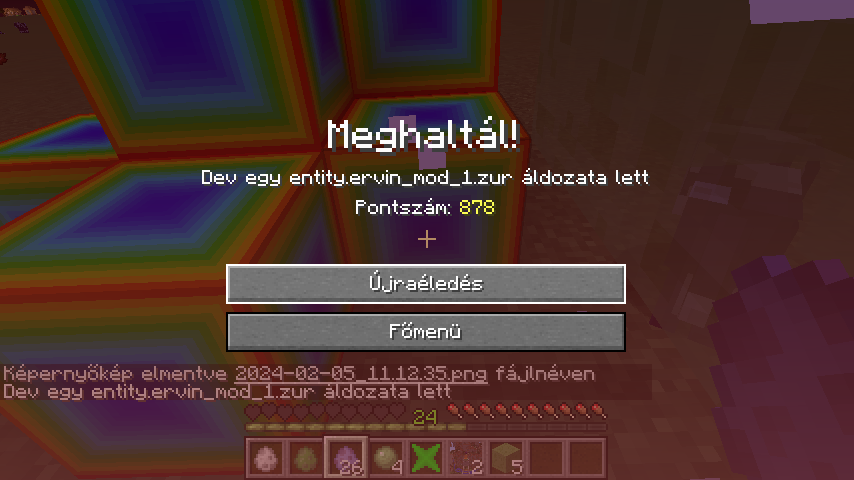 Meghaltál!
Dev egy entity.ervin_mod_1.zur áldozata lett
Pontszám: 878
Újraéledés
Főmenü
Képernyőkép elmentve 2024-02-05_11.12.35.png fájlnéven
Dev egy entity.ervin_mod_1.zur áldozata lett
24
26 4 2 5